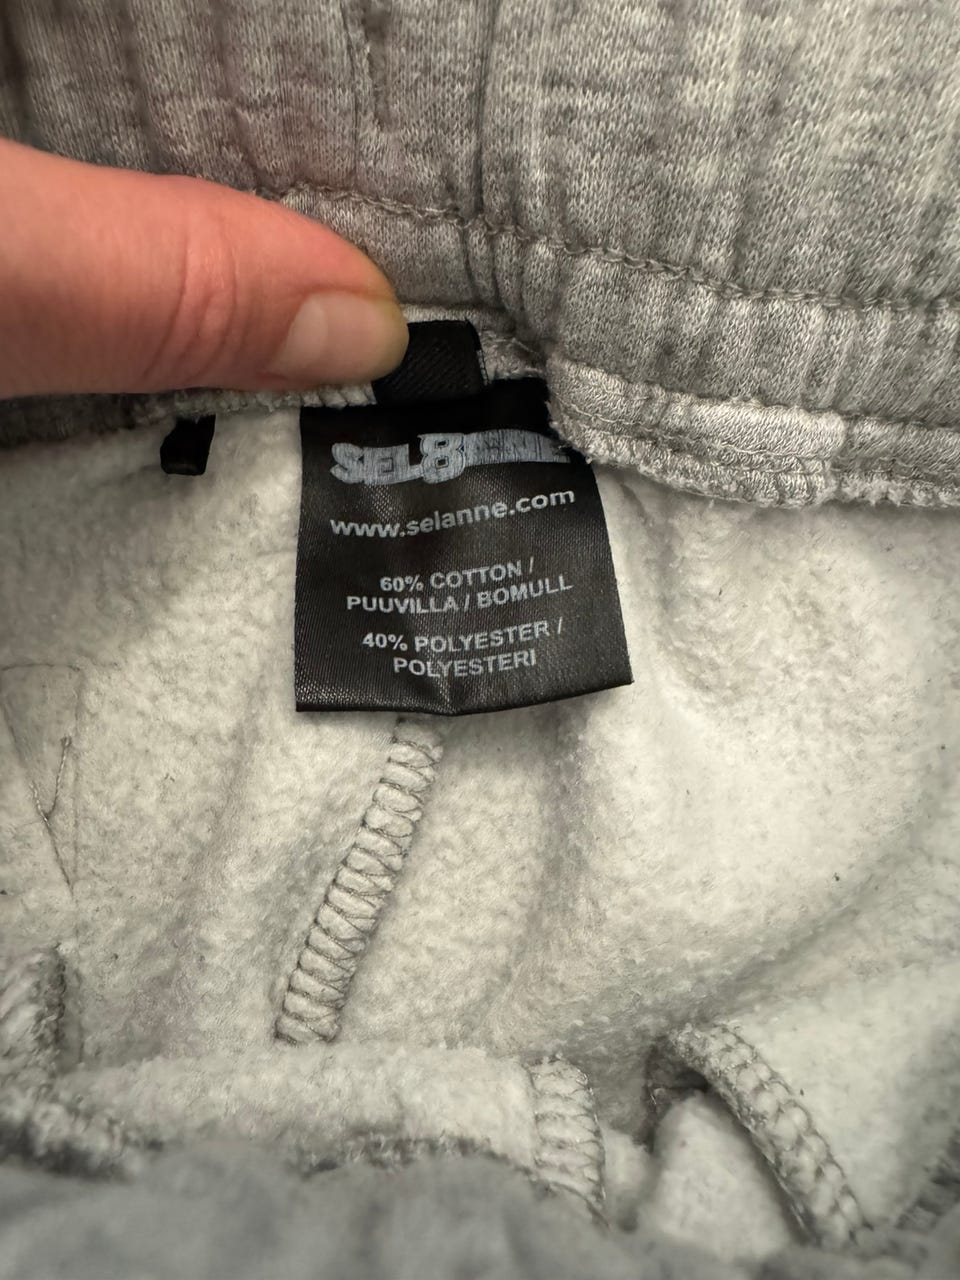 SEL8NNE
www.selanne.com
60% COTTON /
PUUVILLA / BOMULL
40% POLYESTER /
POLYESTERI